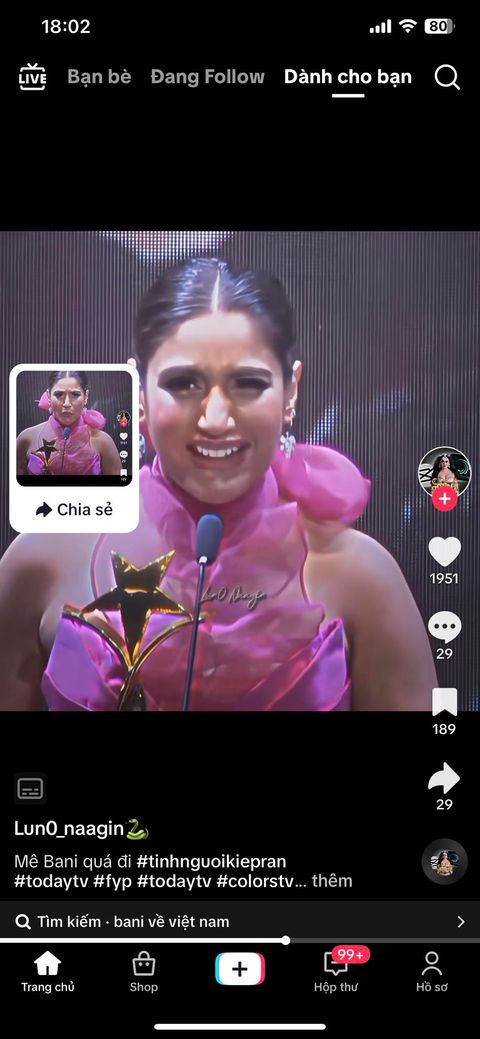 18:02
80
LIVE
Bạn bè
Đang Follow
Dành cho bạn
Chia sẻ
Lun0 Naagin
1951
29
189
29
Lun0_naagin🐍
Mê Bani quá đi #tinhnguoikiepran
#todaytv #fyp #todaytv #colorstv... thêm
Tìm kiếm · bani về việt nam
99+
Trang chủ
Shop
Hộp thư
Hồ sơ